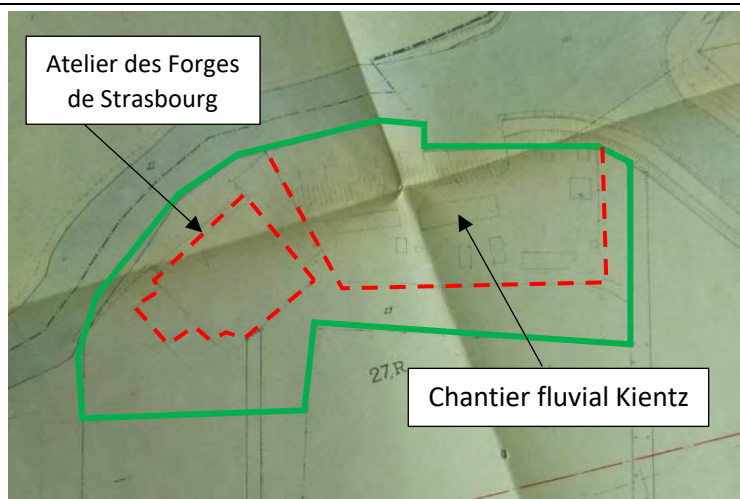 Atelier des Forges
de Strasbourg
27,R
Chantier fluvial Kientz